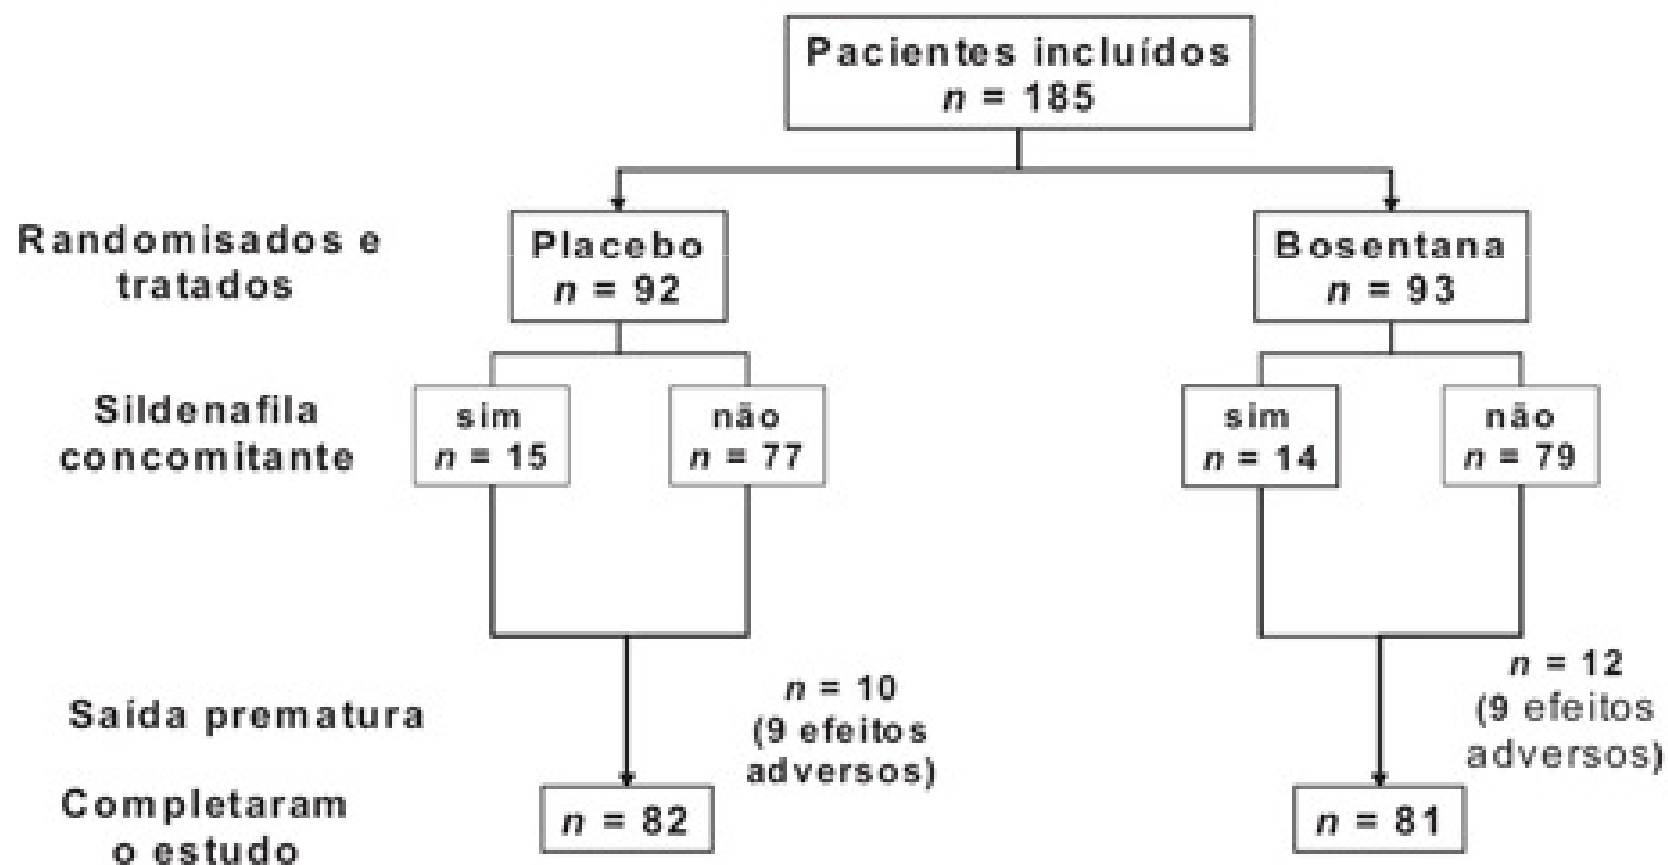 Pacientes incluídos
n = 185
Randomisados e
tratados
Placebo
n = 92
Bosentana
n = 93
Sildenafila
concomitante
sim
n = 15
não
n = 77
sim
n = 14
não
n = 79
Saída prematura
n = 10
(9 efeitos
adversos)
n = 12
(9 efeitos
adversos)
Completaram
o estudo
n = 82
n = 81